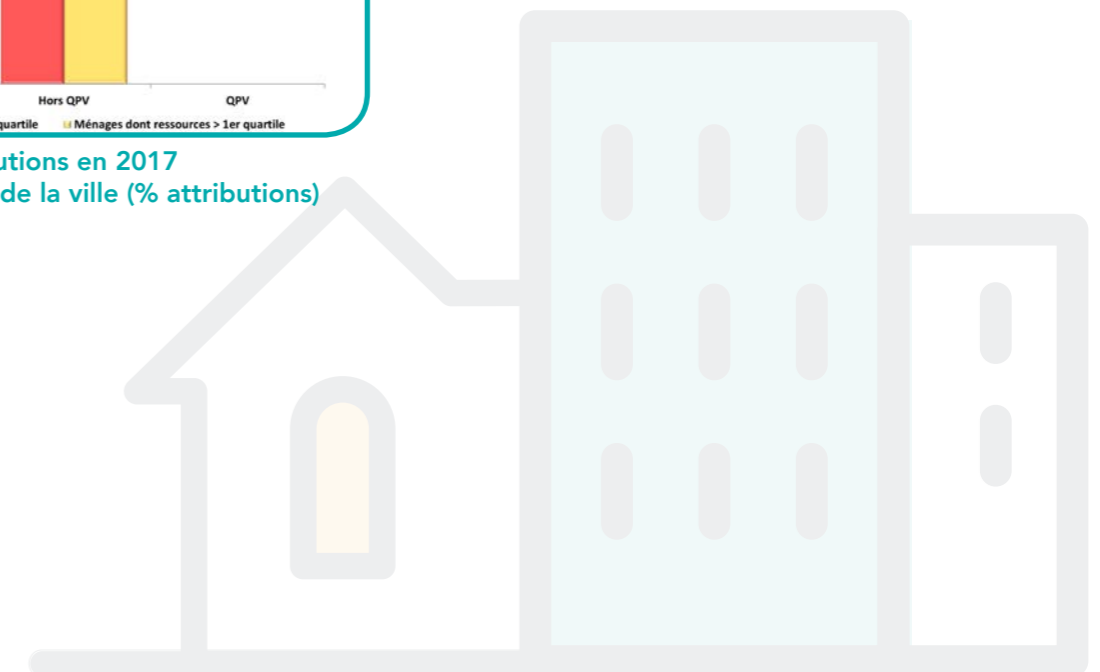 Hors QPV QPV
quartile Ménages dont ressources > 1er quartile
utions en 2017
de la ville (% attributions)